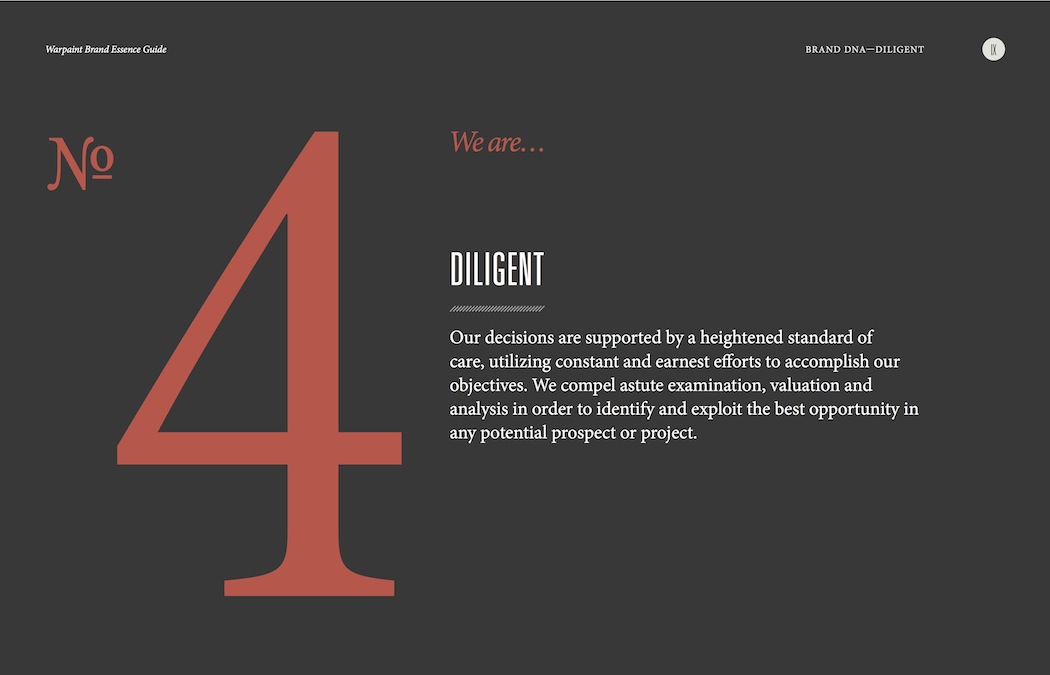 Warpaint Brand Essence Guide
BRAND DNA—DILIGENT
IX
No
4
We are…
DILIGENT
Our decisions are supported by a heightened standard of
care, utilizing constant and earnest efforts to accomplish our
objectives. We compel astute examination, valuation and
analysis in order to identify and exploit the best opportunity in
any potential prospect or project.